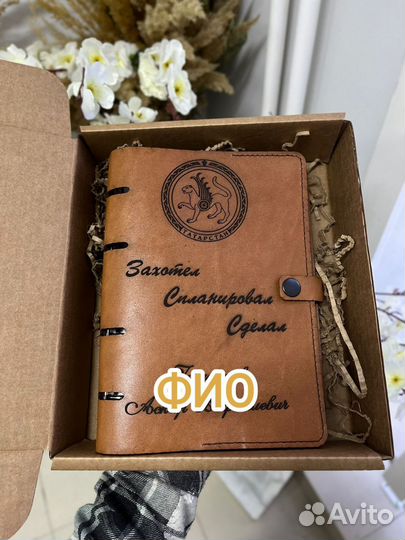 ТАТАРСТАН
Захотел
Спланировал
Сделал
ФИО
Avito